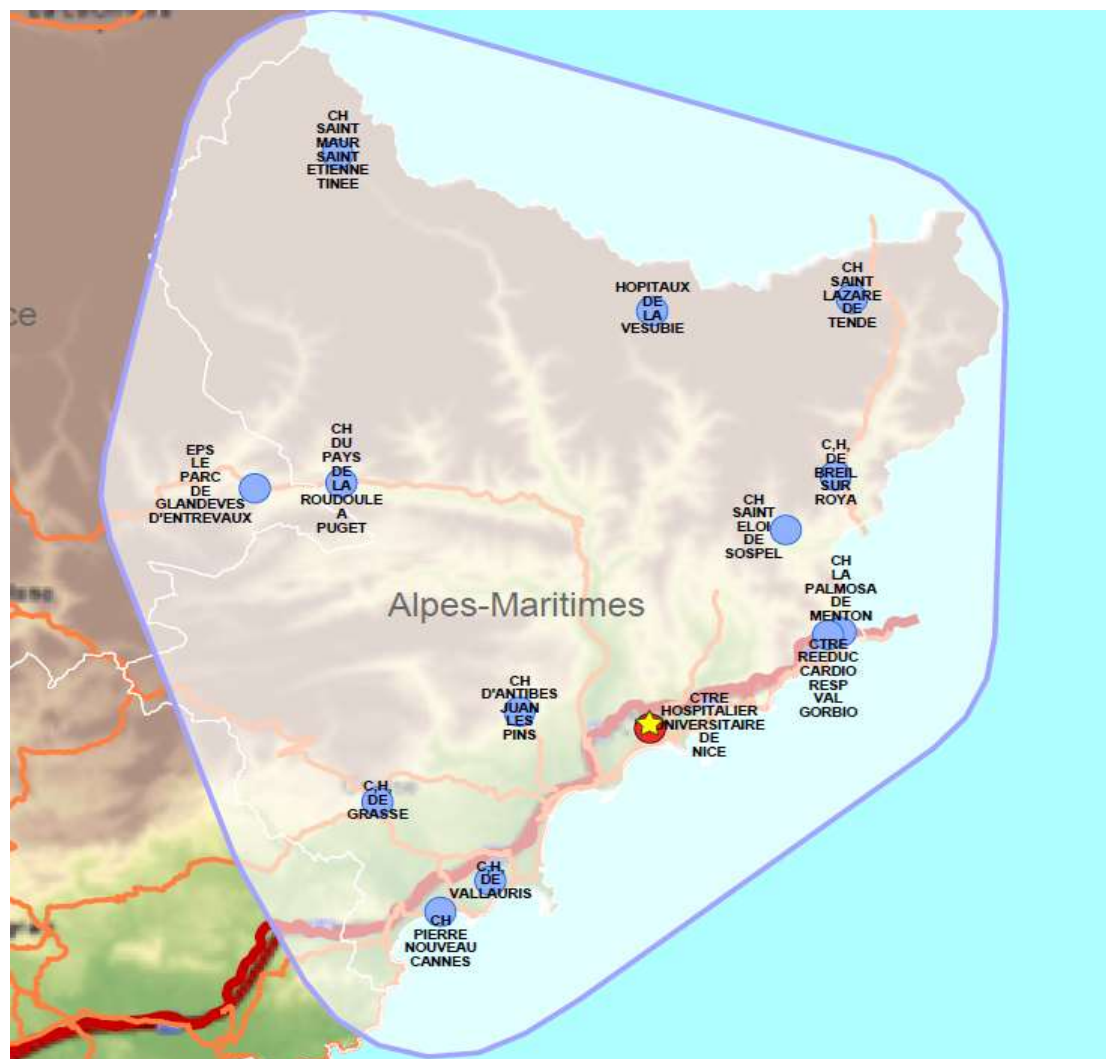 CH
SAINT
MAUR
SAINT
ETIENNE
TINEE
HOPITAUX
DE
LA
VESUBIE
CH
SAINT
LAZARE
DE
TENDE
ce
EPS
LE
PARC
DE
GLANDEVES
D'ENTREVAUX
CH
DU
PAYS
DE
LA
ROUDOULE
A
PUGET
C,H,
DE
BREIL
SUR
ROYA
CH
SAINT
ELOI
DE
SOSPEL
CH
LA
PALMOSA
DE
MENTON
Alpes-Maritimes
CTRE
REEDUC
CARDIO
RESP
VAL
GORBIO
CH
D'ANTIBES
JUAN
LES
PINS
CTRE
HOSPITALIER
UNIVERSITAIRE
DE
NICE
C,H,
DE
GRASSE
C,H,
DE
VALLAURIS
CH
PIERRE
NOUVEAU
CANNES